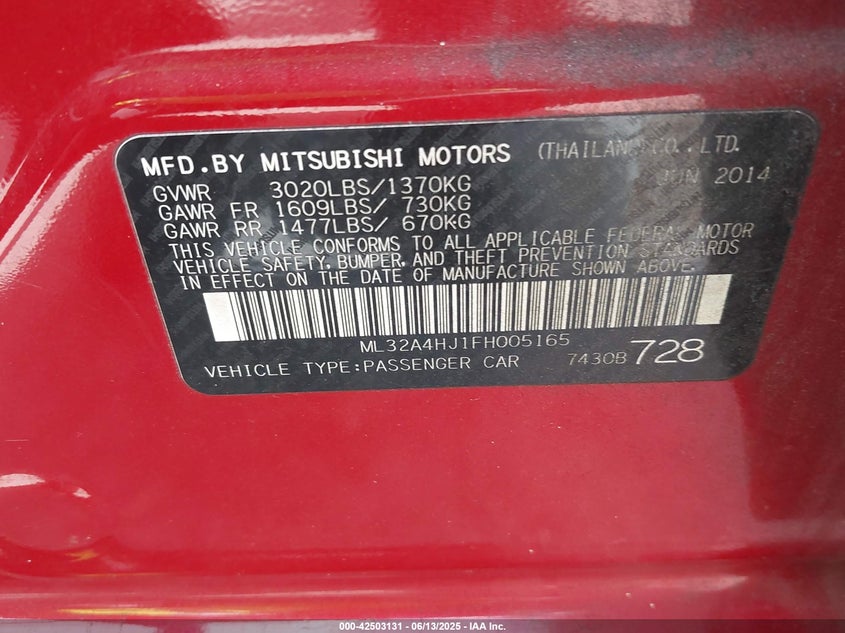 MFD.BY MITSUBISHI MOTORS (THAILAND) CO.,LTD.
GVWR 3020LBS/1370KG JUN 2014
GAWR FR 1609LBS/ 730KG
GAWR RR 1477LBS/ 670KG
THIS VEHICLE CONFORMS TO ALL APPLICABLE FEDERAL MOTOR
VEHICLE SAFETY, BUMPER, AND THEFT PREVENTION STANDARDS
IN EFFECT ON THE DATE OF MANUFACTURE SHOWN ABOVE.
ML32A4HJ1FH005165
VEHICLE TYPE:PASSENGER CAR 7430B 728
000-42503131 - 06/13/2025 - IAA Inc.